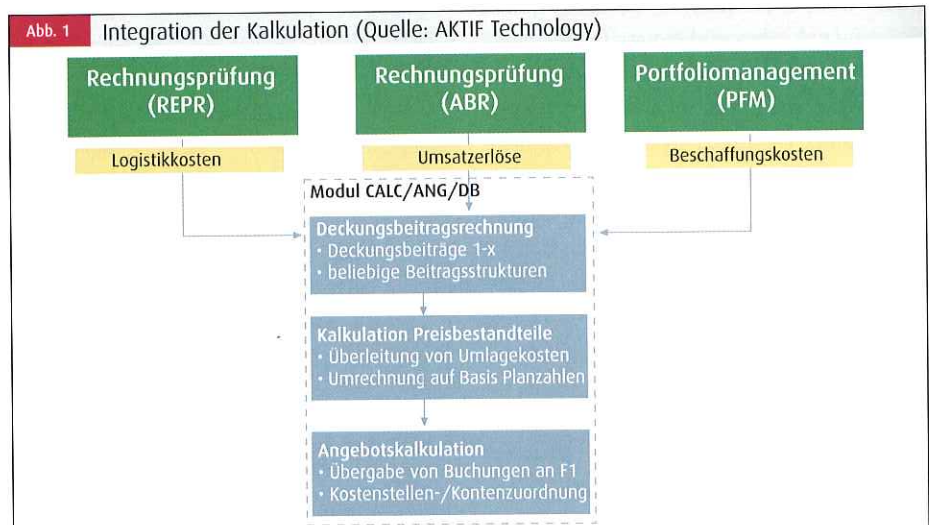 Abb. 1 Integration der Kalkulation (Quelle: AKTIF Technology)
Rechnungsprüfung
(REPR)
Rechnungsprüfung
(ABR)
Portfoliomanagement
(PFM)
Logistikkosten
Umsatzerlöse
Beschaffungskosten
Modul CALC/ANG/DB
Deckungsbeitragsrechnung
· Deckungsbeiträge 1-x
· beliebige Beitragsstrukturen
Kalkulation Preisbestandteile
· Überleitung von Umlagekosten
· Umrechnung auf Basis Planzahlen
Angebotskalkulation
· Übergabe von Buchungen an F1
· Kostenstellen-/Kontenzuordnung